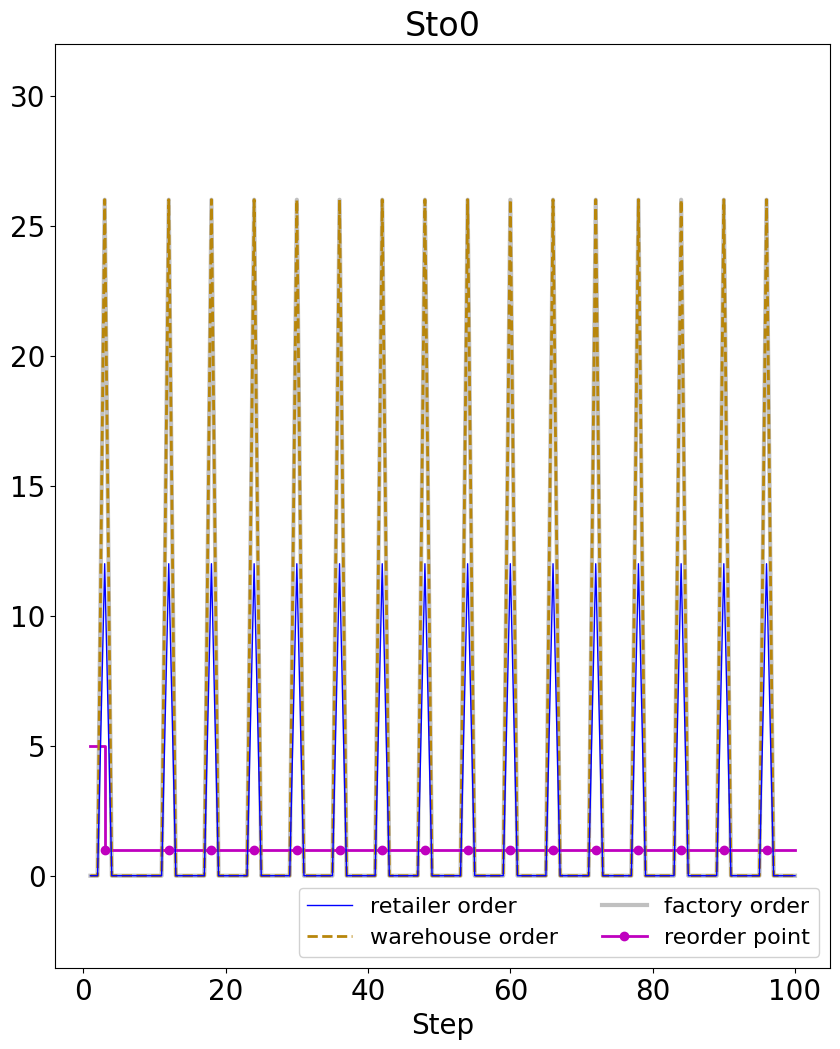 Sto0
30
25
20
15
10
5
0
retailer order
warehouse order
factory order
reorder point
0 20 40 60 80 100
Step